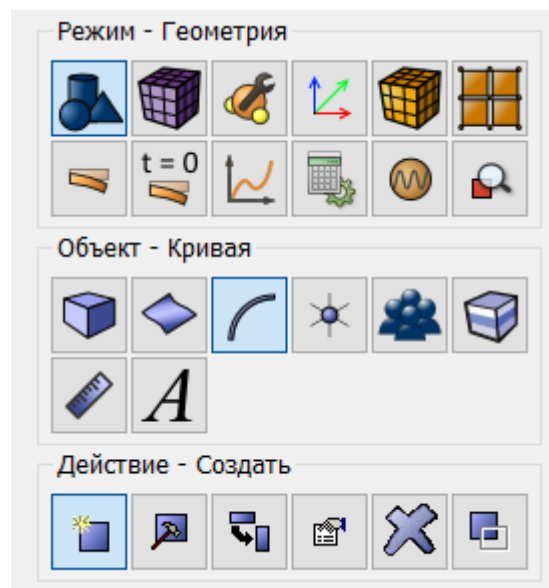 Режим - Геометрия
t = 0
Объект - Кривая
A
Действие - Создать